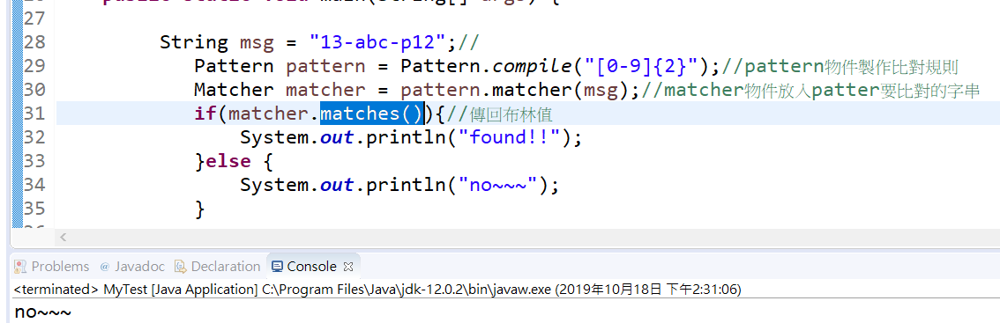 public static void main(String[] args) {
27
28 String msg = "13-abc-p12";//
29 Pattern pattern = Pattern.compile("[0-9]{2}");//pattern物件製作比對規則
30 Matcher matcher = pattern.matcher(msg);//matcher物件放入patter要比對的字串
31 if(matcher.matches()){//傳回布林值
32 System.out.println("found!!");
33 }else {
34 System.out.println("no~~~");
35 }
Problems @ Javadoc Declaration Console
<terminated> MyTest [Java Application] C:\Program Files\Java\jdk-12.0.2\bin\javaw.exe (2019年10月18日 下午2:31:06)
no~~~